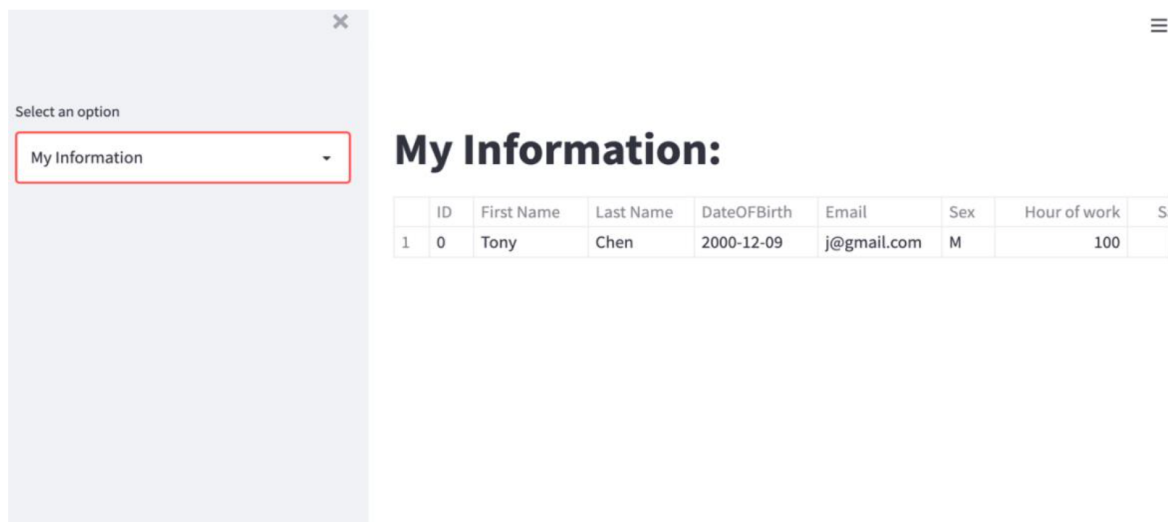 Select an option
My Information
My Information:
ID First Name Last Name DateOFBirth Email Sex Hour of work
1 0 Tony Chen 2000-12-09 j@gmail.com M 100